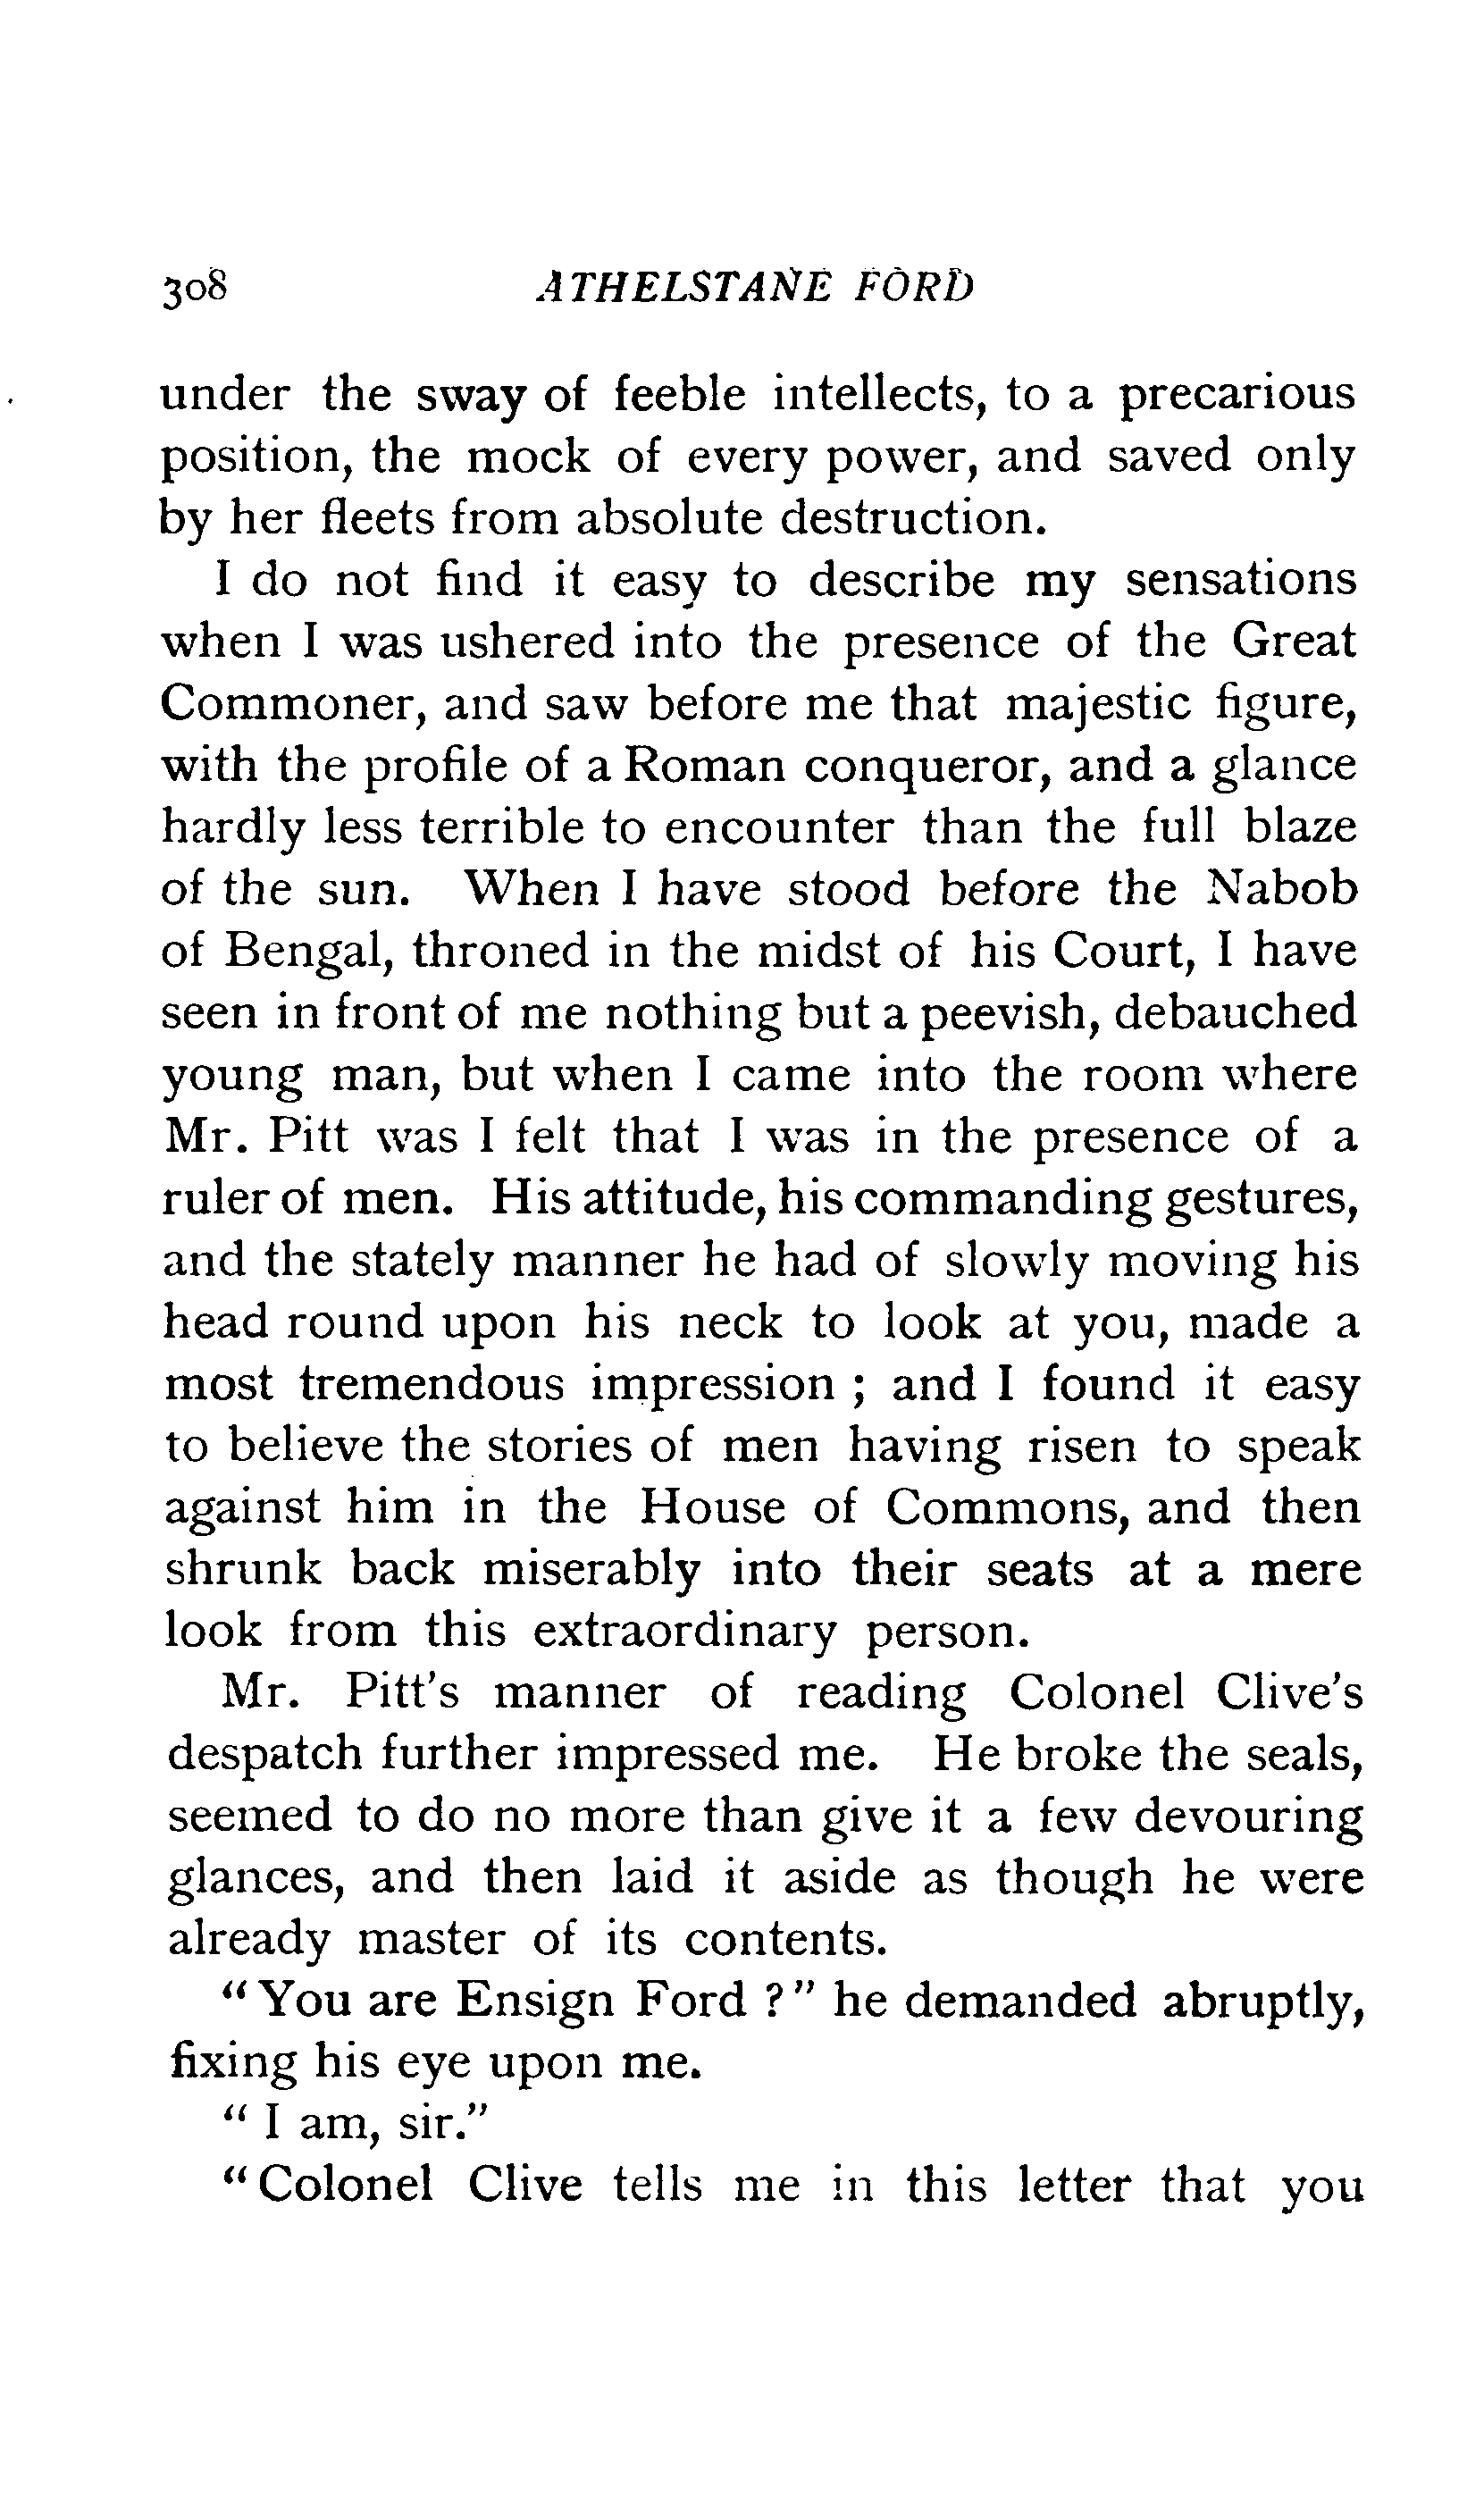 308 ATHELSTANE FORD
under the sway of feeble intellects, to a precarious
position, the mock of every power, and saved only
by her fleets from absolute destruction.
I do not find it easy to describe my sensations
when I was ushered into the presence of the Great
Commoner, and saw before me that majestic figure,
with the profile of a Roman conqueror, and a glance
hardly less terrible to encounter than the full blaze
of the sun. When I have stood before the Nabob
of Bengal, throned in the midst of his Court, I have
seen in front of me nothing but a peevish, debauched
young man, but when I came into the room where
Mr. Pitt was I felt that I was in the presence of a
ruler of men. His attitude, his commanding gestures,
and the stately manner he had of slowly moving his
head round upon his neck to look at you, made a
most tremendous impression ; and I found it easy
to believe the stories of men having risen to speak
against him in the House of Commons, and then
shrunk back miserably into their seats at a mere
look from this extraordinary person.
Mr. Pitt's manner of reading Colonel Clive's
despatch further impressed me. He broke the seals,
seemed to do no more than give it a few devouring
glances, and then laid it aside as though he were
already master of its contents.
"You are Ensign Ford ?" he demanded abruptly,
fixing his eye upon me.
" I am, sir."
"Colonel Clive tells me in this letter that you